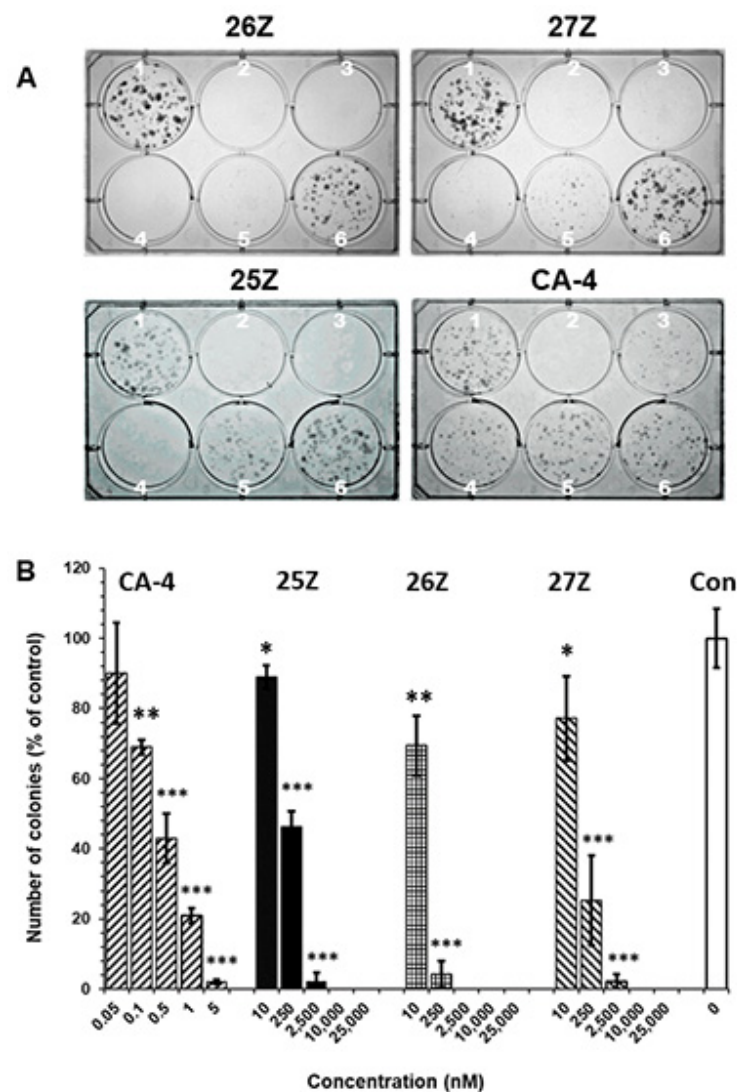 26Z 27Z
A
1 2 3 1 2 3
4 5 6 4 5 6
25Z CA-4
1 2 3 1 2 3
4 5 6 4 5 6
B
120
100
80
60
40
20
0
Number of colonies (% of control)
CA-4 25Z 26Z 27Z Con
** *** *** ***
* *** ***
** ***
* *** ***
0.05 0.1 0.5 1 5 10 250 2,500 10,000 25,000 10 250 2,500 10,000 25,000 10 250 2,500 10,000 25,000 0
Concentration (nM)